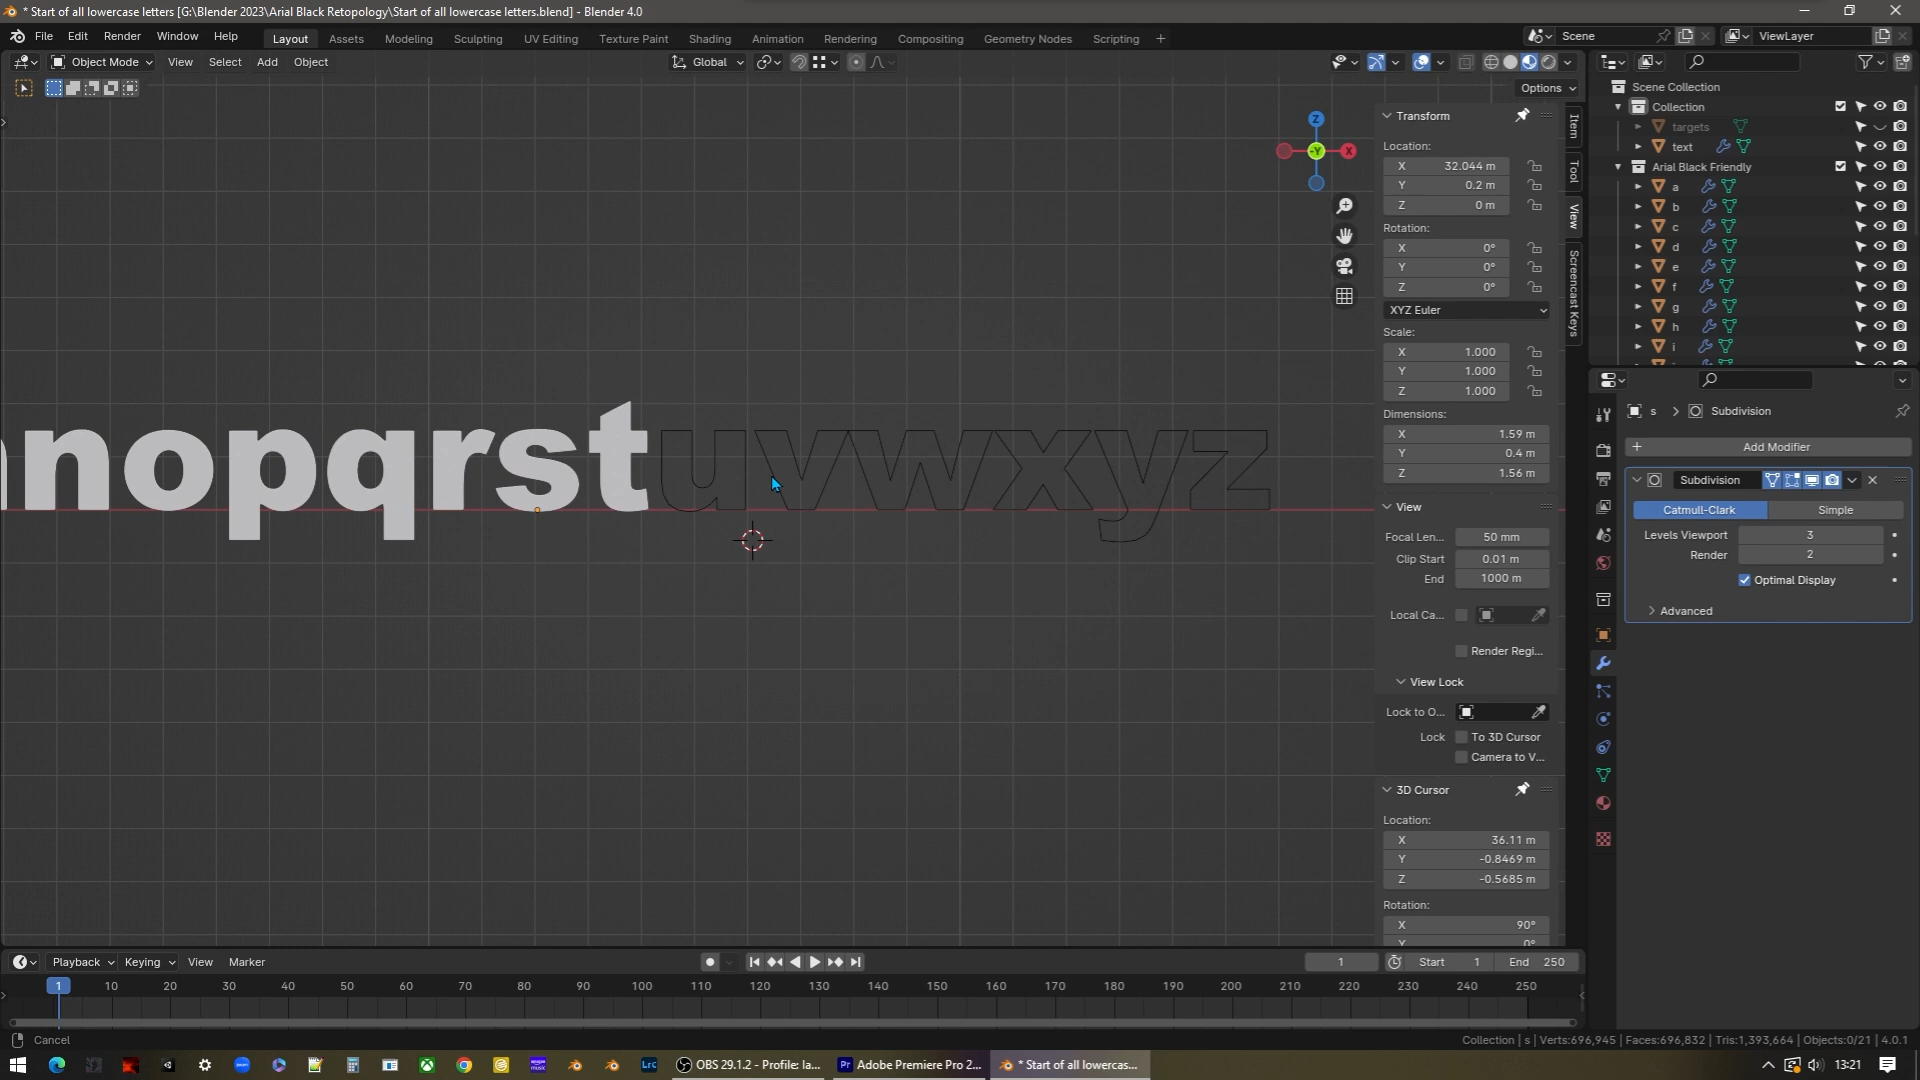 * Start of all lowercase letters [G:\Blender 2023\Arial Black Retopology\Start of all lowercase letters.blend] - Blender 4.0
File Edit Render Window Help Layout Assets Modeling Sculpting UV Editing Texture Paint Shading Animation Rendering Compositing Geometry Nodes Scripting + Scene ViewLayer
Object Mode View Select Add Object Global
Options
Scene Collection
Collection
targets
text
Arial Black Friendly
a
b
c
d
e
f
g
h
i
Z
-Y
X
Transform
Location:
X 32.044 m
Y 0.2 m
Z 0 m
Rotation:
X 0°
Y 0°
Z 0°
XYZ Euler
Scale:
X 1.000
Y 1.000
Z 1.000
Dimensions:
X 1.59 m
Y 0.4 m
Z 1.56 m
View
Focal Len... 50 mm
Clip Start 0.01 m
End 1000 m
Local Ca...
Render Regi...
View Lock
Lock to O...
Lock To 3D Cursor
Camera to V...
3D Cursor
Location:
X 36.11 m
Y -0.8469 m
Z -0.5685 m
Rotation:
X 90°
Y 0°
Item
Tool
View
Screencast Keys
nopqrstuvwxyz
s > Subdivision
+ Add Modifier
Subdivision
Catmull-Clark Simple
Levels Viewport 3
Render 2
Optimal Display
Advanced
Playback Keying View Marker 1 Start 1 End 250
1 10 20 30 40 50 60 70 80 90 100 110 120 130 140 150 160 170 180 190 200 210 220 230 240 250
Cancel
Collection | s | Verts:696,945 | Faces:696,832 | Tris:1,393,664 | Objects:0/21 | 4.0.1
OBS 29.1.2 - Profile: la... Adobe Premiere Pro 2... * Start of all lowercas... 13:21